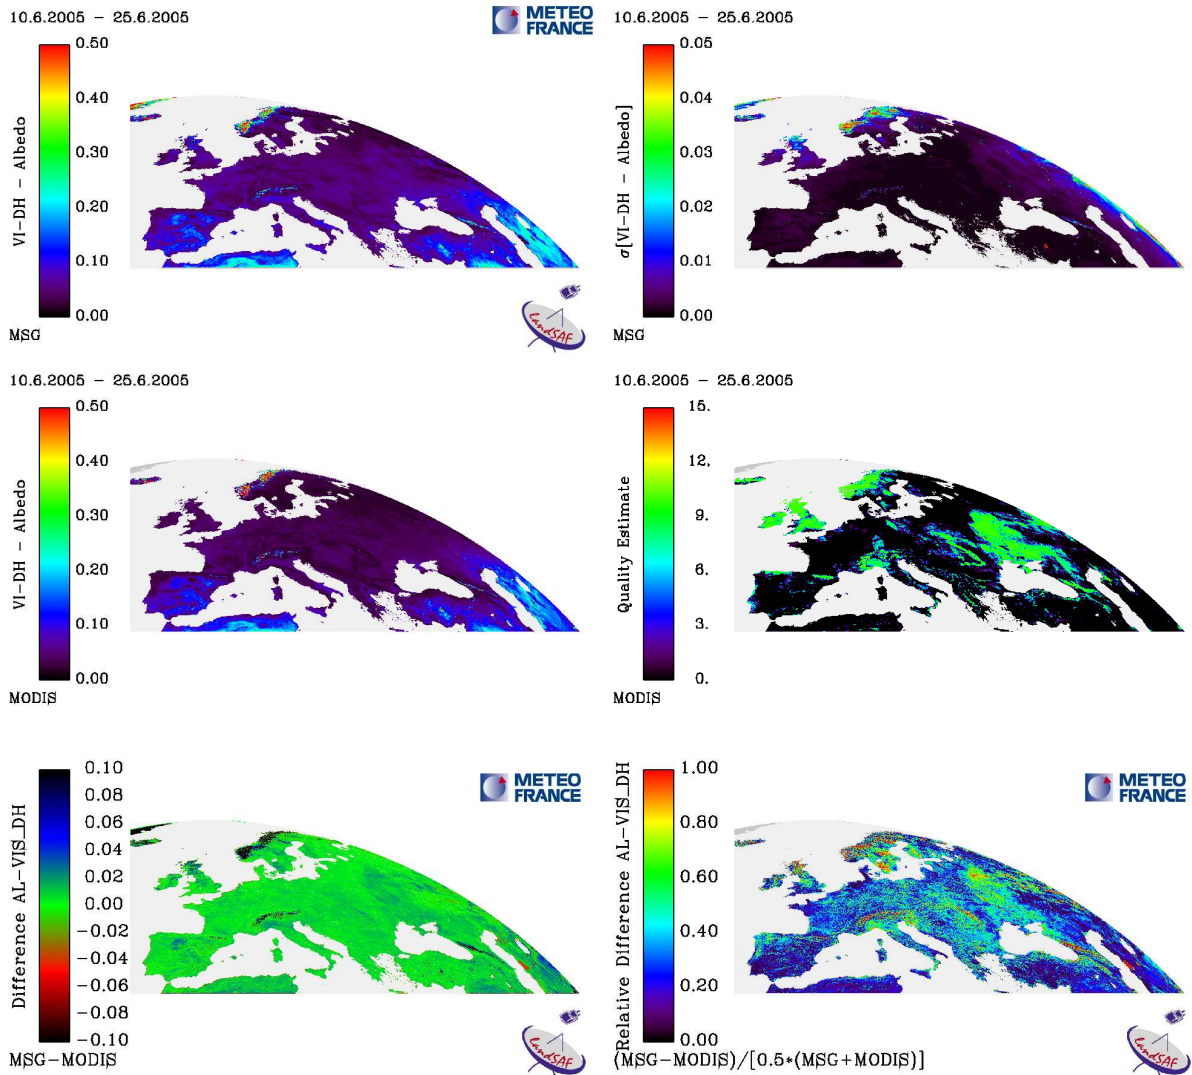 10.6.2005 - 25.6.2005
METEO
FRANCE
VI-DH - Albedo
0.50
0.40
0.30
0.20
0.10
0.00
MSG
LandSAF
10.6.2005 - 25.6.2005
σ[VI-DH - Albedo]
0.05
0.04
0.03
0.02
0.01
0.00
MSG
10.6.2005 - 25.6.2005
VI-DH - Albedo
0.50
0.40
0.30
0.20
0.10
0.00
MODIS
10.6.2005 - 25.6.2005
Quality Estimate
15.
12.
9.
6.
3.
0.
MODIS
METEO
FRANCE
Difference AL-VIS_DH
0.10
0.08
0.06
0.04
0.02
0.00
-0.02
-0.04
-0.06
-0.08
-0.10
MSG-MODIS
LandSAF
METEO
FRANCE
Relative Difference AL-VIS_DH
1.00
0.80
0.60
0.40
0.20
0.00
(MSG-MODIS)/[0.5*(MSG+MODIS)]
LandSAF